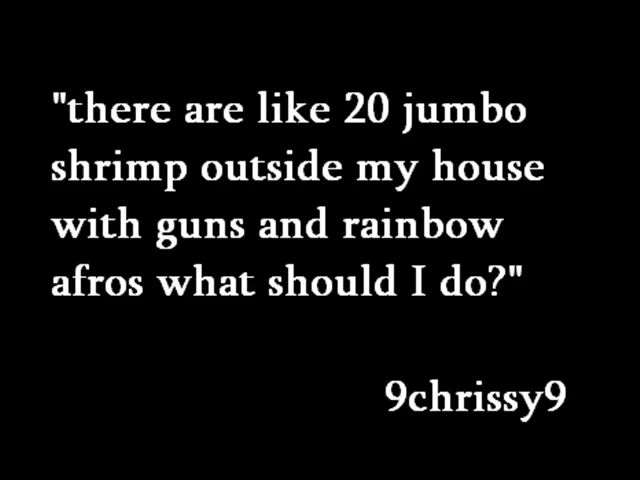 "there are like 20 jumbo
shrimp outside my house
with guns and rainbow
afros what should I do?"
9chrissy9